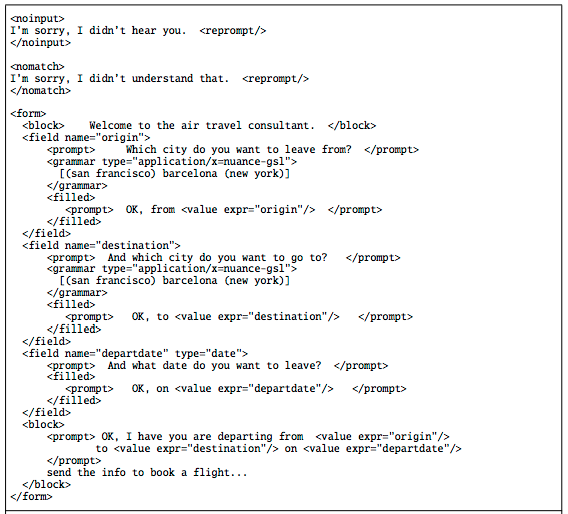 <noinput>
I'm sorry, I didn't hear you.  <reprompt/>
</noinput>

<nomatch>
I'm sorry, I didn't understand that.  <reprompt/>
</nomatch>

<form>
  <block>    Welcome to the air travel consultant.  </block>
  <field name="origin">
      <prompt>     Which city do you want to leave from?  </prompt>
      <grammar type="application/x=nuance-gsl">
        [(san francisco) barcelona (new york)]
      </grammar>
      <filled>
         <prompt>  OK, from <value expr="origin"/>  </prompt>
      </filled>
  </field>
  <field name="destination">
      <prompt>  And which city do you want to go to?   </prompt>
      <grammar type="application/x=nuance-gsl">
        [(san francisco) barcelona (new york)]
      </grammar>
      <filled>
         <prompt>   OK, to <value expr="destination"/>   </prompt>
      </filled>
  </field>
  <field name="departdate" type="date">
      <prompt>  And what date do you want to leave?  </prompt>
      <filled>
         <prompt>   OK, on <value expr="departdate"/>   </prompt>
      </filled>
  </field>
  <block>
      <prompt> OK, I have you are departing from  <value expr="origin"/>
              to <value expr="destination"/> on <value expr="departdate"/>
      </prompt>
      send the info to book a flight...
  </block>
</form>